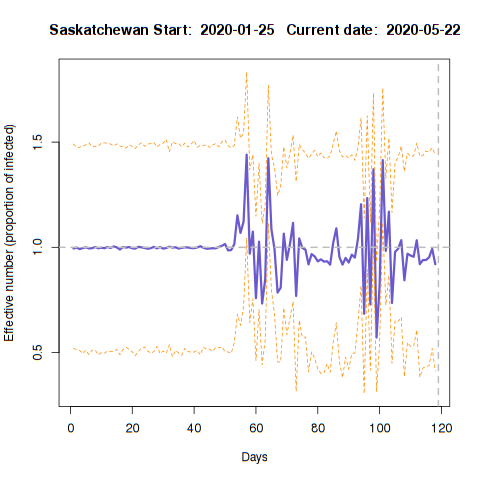 Saskatchewan Start: 2020-01-25 Current date: 2020-05-22
Effective number (proportion of infected)
1.5
1.0
0.5
0 20 40 60 80 100 120
Days